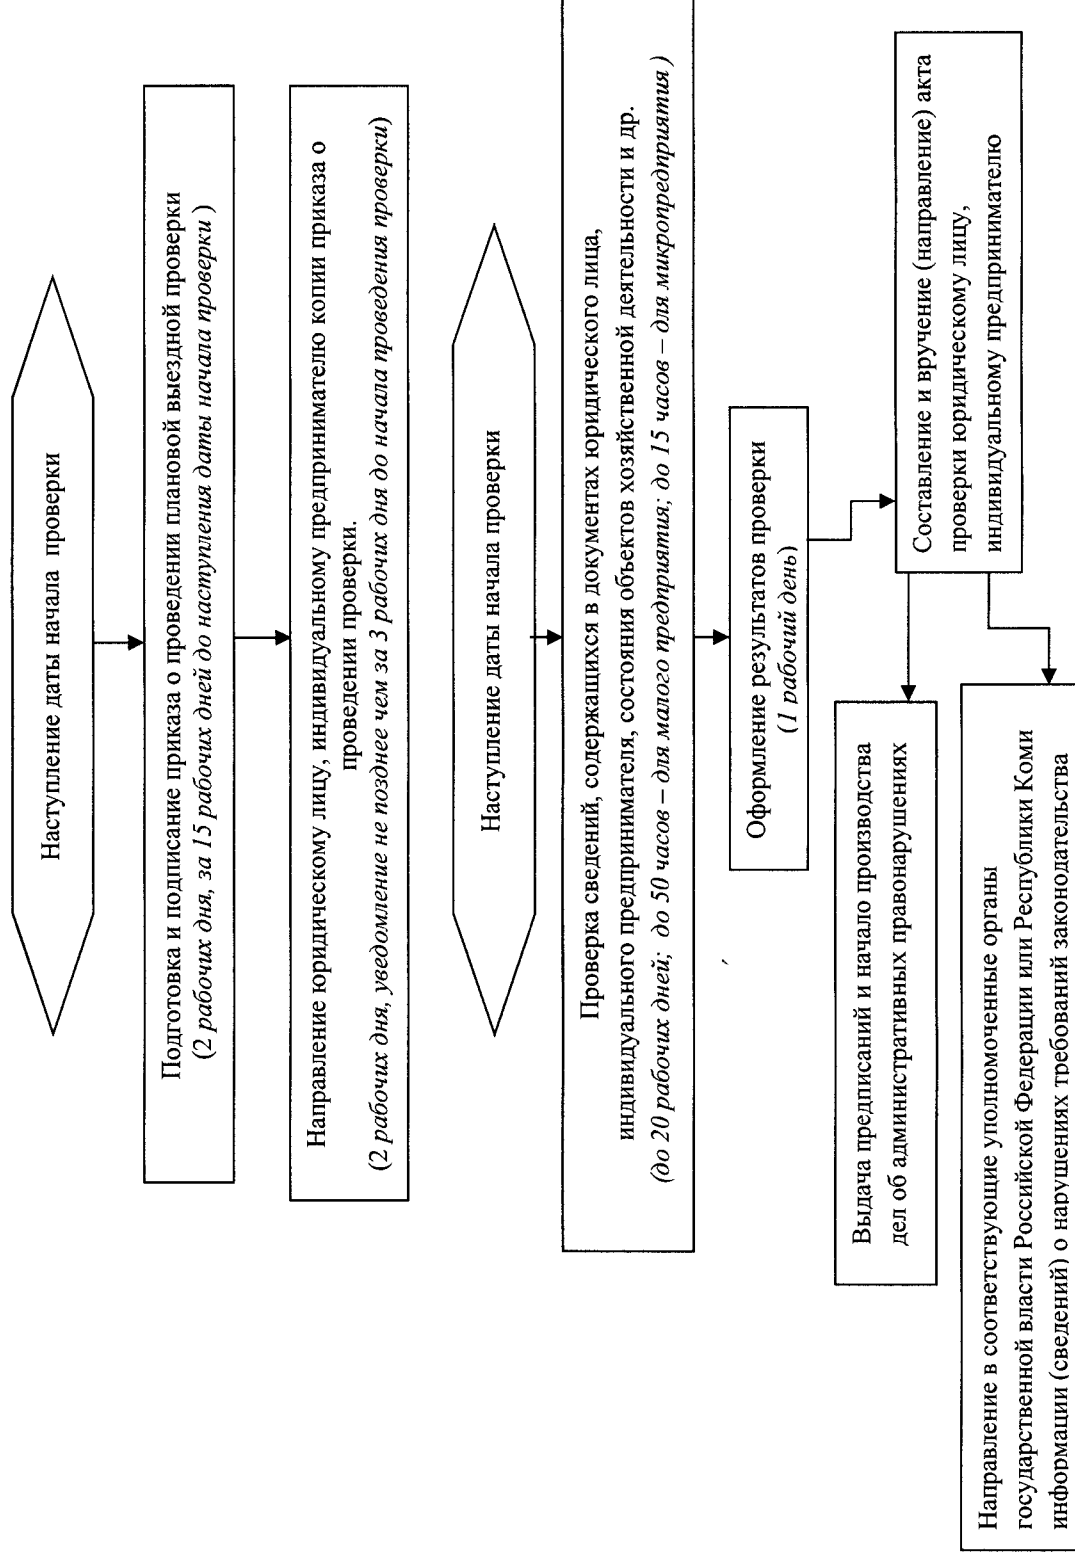 Наступление даты начала проверки
Подготовка и подписание приказа о проведении плановой выездной проверки
(2 рабочих дня, за 15 рабочих дней до наступления даты начала проверки )
Направление юридическому лицу, индивидуальному предпринимателю копии приказа о
проведении проверки.
(2 рабочих дня, уведомление не позднее чем за 3 рабочих дня до начала проведения проверки)
Наступление даты начала проверки
Проверка сведений, содержащихся в документах юридического лица,
индивидуального предпринимателя, состояния объектов хозяйственной деятельности и др.
(до 20 рабочих дней; до 50 часов – для малого предприятия; до 15 часов – для микропредприятия )
Оформление результатов проверки
(1 рабочий день)
Составление и вручение (направление) акта
проверки юридическому лицу,
индивидуальному предпринимателю
Выдача предписаний и начало производства
дел об административных правонарушениях
Направление в соответствующие уполномоченные органы
государственной власти Российской Федерации или Республики Коми
информации (сведений) о нарушениях требований законодательства